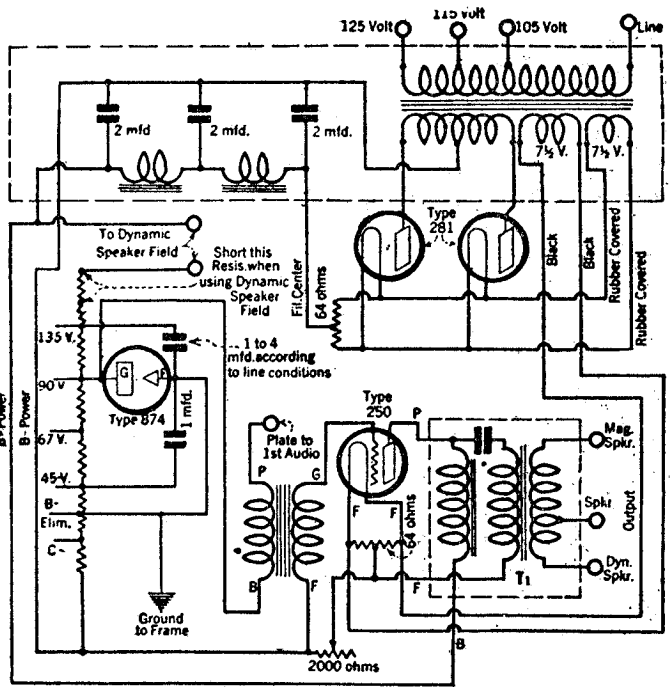 125 Volt
115 Volt
105 Volt
Line
2 mfd.
2 mfd.
2 mfd.
7½ V.
7½ V.
To Dynamic
Speaker Field
Short this
Resis. when
using Dynamic
Speaker
Field
Fil. Center
64 ohms
Type
281
Black
Black
Rubber Covered
Rubber Covered
135 V.
90 V
67 V.
45 V.
B-
Elim.
C-
B-Power
B-Power
G
F
Type 874
1 to 4
mfd. according
to line conditions
1 mfd.
Ground
to Frame
Plate to
1st Audio
P
G
B
F
Type
250
P
F
F
64 ohms
F
2000 ohms
B
T1
Mag.
Spkr.
Spkr
Output
Dyn.
Spkr.